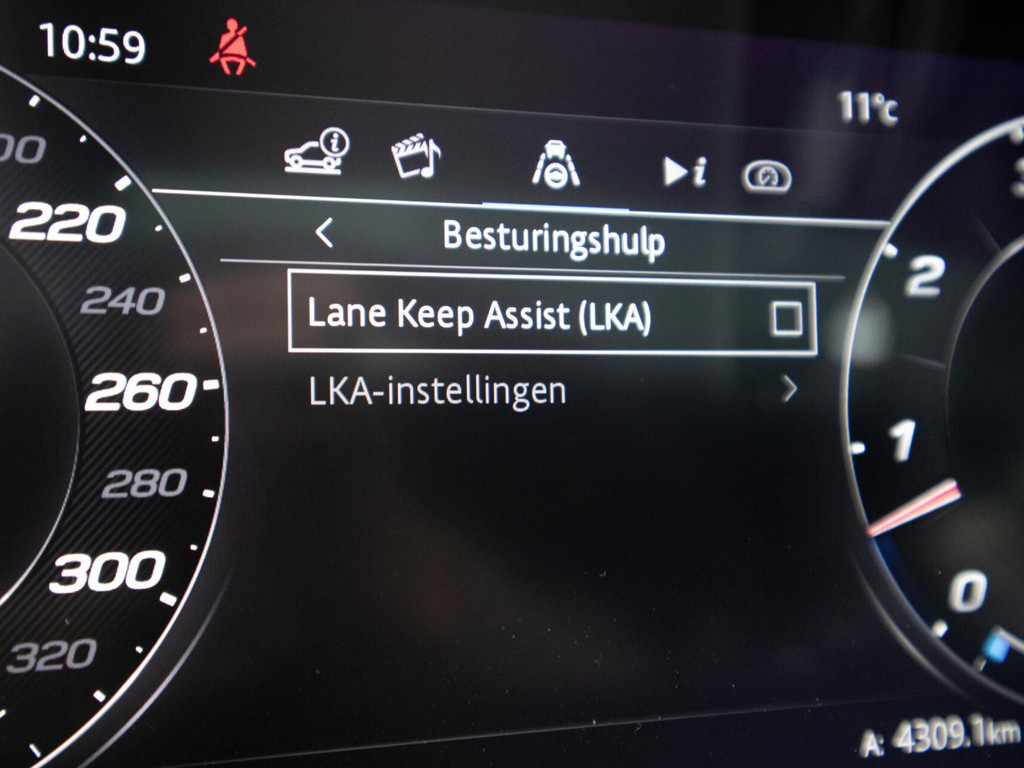 10:59
11°C
Besturingshulp
Lane Keep Assist (LKA)
LKA-instellingen
220
240
260
280
300
320
2
1
0
A: 4309.1km